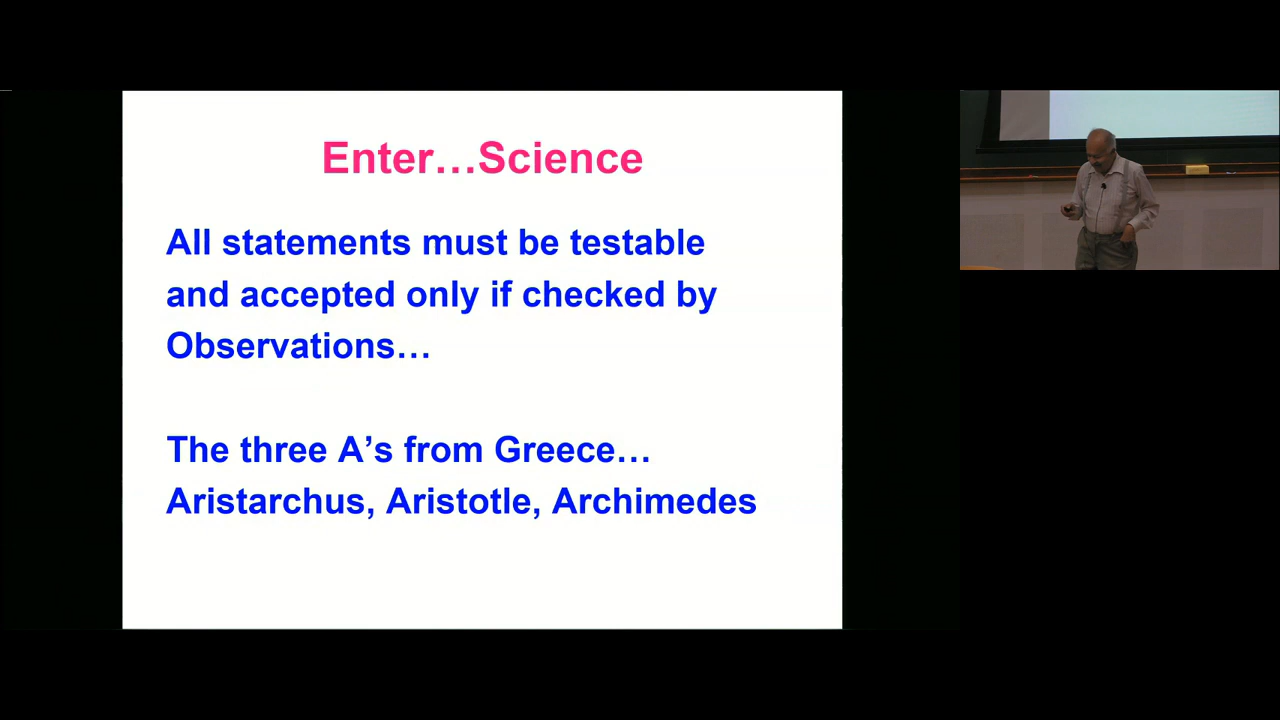 Enter…Science
All statements must be testable
and accepted only if checked by
Observations…
The three A’s from Greece…
Aristarchus, Aristotle, Archimedes